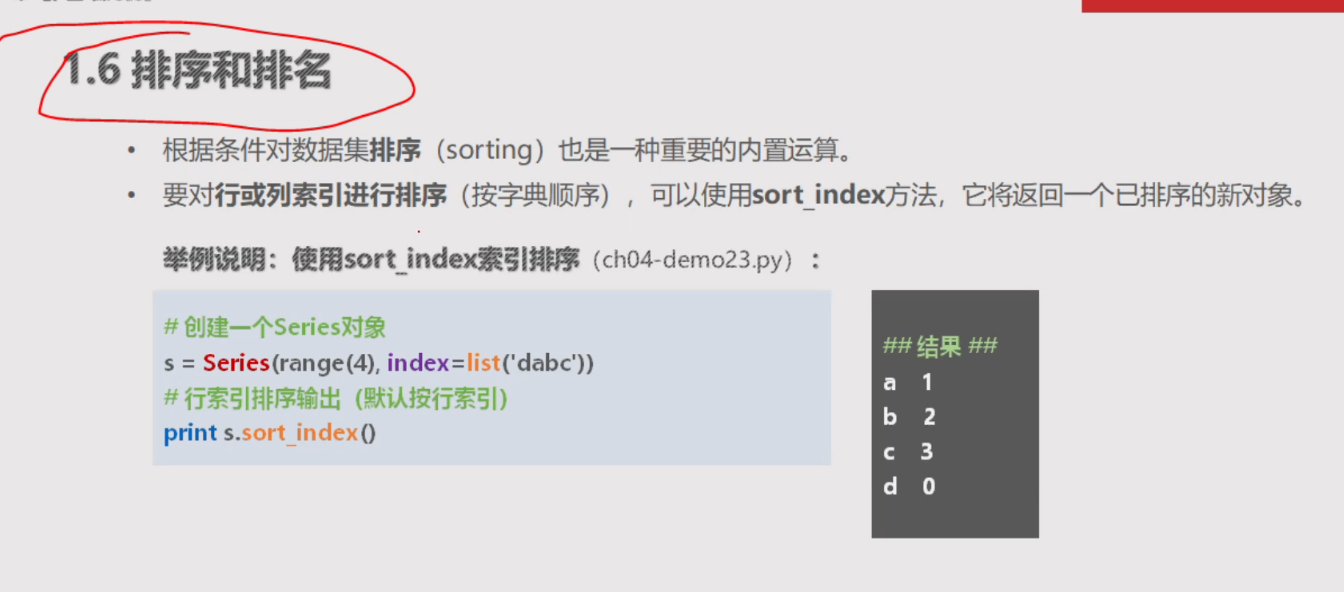 1.6 排序和排名
• 根据条件对数据集排序（sorting）也是一种重要的内置运算。
• 要对行或列索引进行排序（按字典顺序），可以使用sort_index方法，它将返回一个已排序的新对象。
举例说明：使用sort_index索引排序（ch04-demo23.py）：
# 创建一个Series对象
s = Series(range(4), index=list('dabc'))
# 行索引排序输出（默认按行索引）
print s.sort_index()
## 结果 ##
a 1
b 2
c 3
d 0